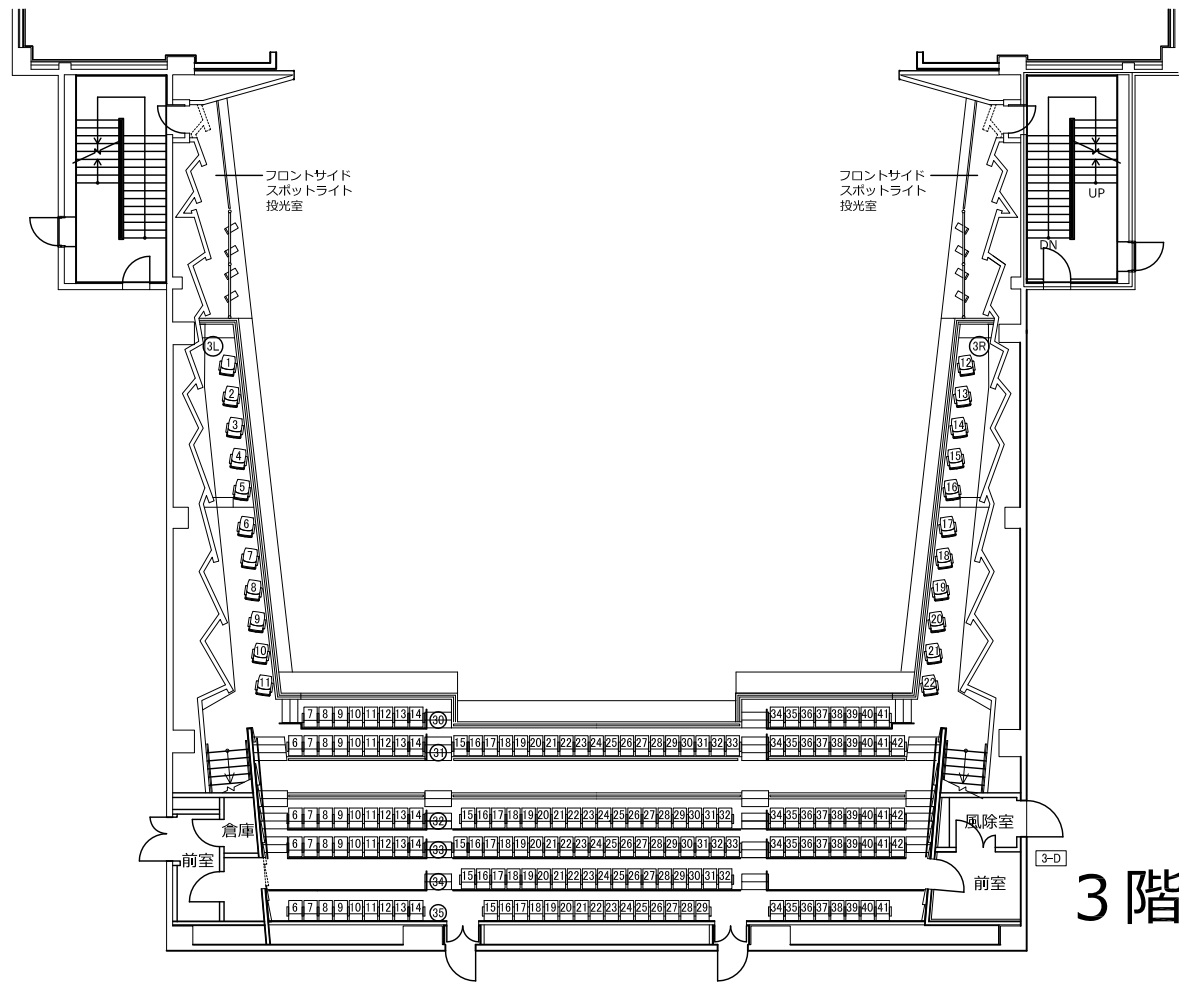 フロントサイド
スポットライト
投光室
フロントサイド
スポットライト
投光室
UP
DN
3L
3R
1
12
2
13
3
14
4
15
5
16
6
17
7
18
8
19
9
20
10
21
11
22
7 8 9 10 11 12 13 14 30 34 35 36 37 38 39 40 41
6 7 8 9 10 11 12 13 14 31 15 16 17 18 19 20 21 22 23 24 25 26 27 28 29 30 31 32 33 34 35 36 37 38 39 40 41 42
6 7 8 9 10 11 12 13 14 32 15 16 17 18 19 20 21 22 23 24 25 26 27 28 29 30 31 32 34 35 36 37 38 39 40 41 42
倉庫
風除室
6 7 8 9 10 11 12 13 14 33 15 16 17 18 19 20 21 22 23 24 25 26 27 28 29 30 31 32 33 34 35 36 37 38 39 40 41 42
前室
3-D
34 15 16 17 18 19 20 21 22 23 24 25 26 27 28 29 30 31 32
前室
3階
6 7 8 9 10 11 12 13 14 35 15 16 17 18 19 20 21 22 23 24 25 26 27 28 29 34 35 36 37 38 39 40 41